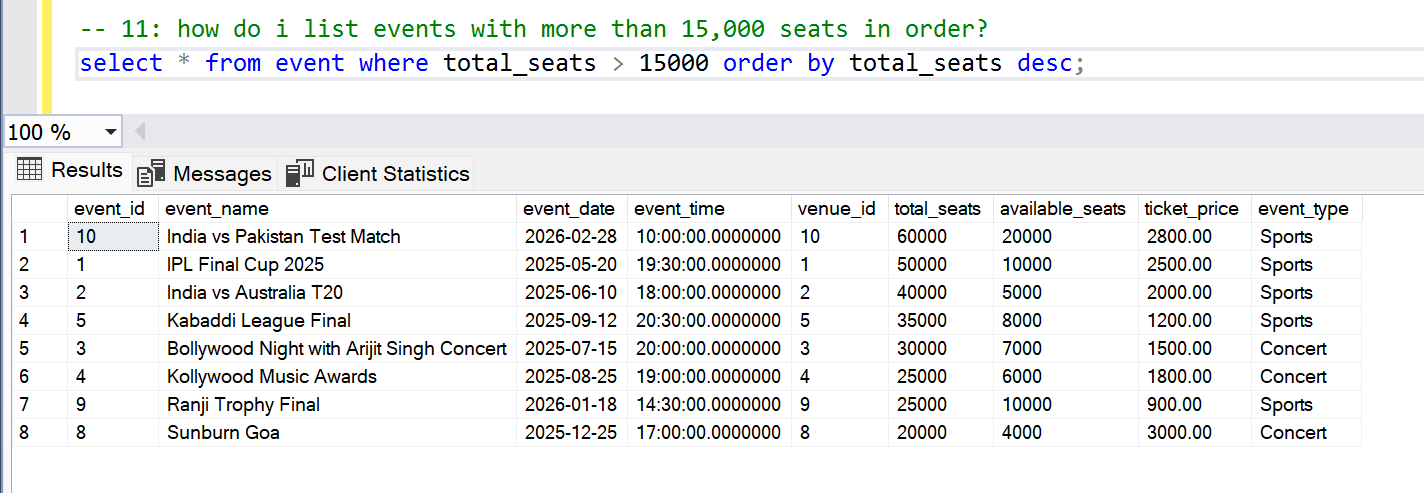 -- 11: how do i list events with more than 15,000 seats in order?
select * from event where total_seats > 15000 order by total_seats desc;
100 %
Results Messages Client Statistics
event_id event_name event_date event_time venue_id total_seats available_seats ticket_price event_type
1 10 India vs Pakistan Test Match 2026-02-28 10:00:00.0000000 10 60000 20000 2800.00 Sports
2 1 IPL Final Cup 2025 2025-05-20 19:30:00.0000000 1 50000 10000 2500.00 Sports
3 2 India vs Australia T20 2025-06-10 18:00:00.0000000 2 40000 5000 2000.00 Sports
4 5 Kabaddi League Final 2025-09-12 20:30:00.0000000 5 35000 8000 1200.00 Sports
5 3 Bollywood Night with Arijit Singh Concert 2025-07-15 20:00:00.0000000 3 30000 7000 1500.00 Concert
6 4 Kollywood Music Awards 2025-08-25 19:00:00.0000000 4 25000 6000 1800.00 Concert
7 9 Ranji Trophy Final 2026-01-18 14:30:00.0000000 9 25000 10000 900.00 Sports
8 8 Sunburn Goa 2025-12-25 17:00:00.0000000 8 20000 4000 3000.00 Concert